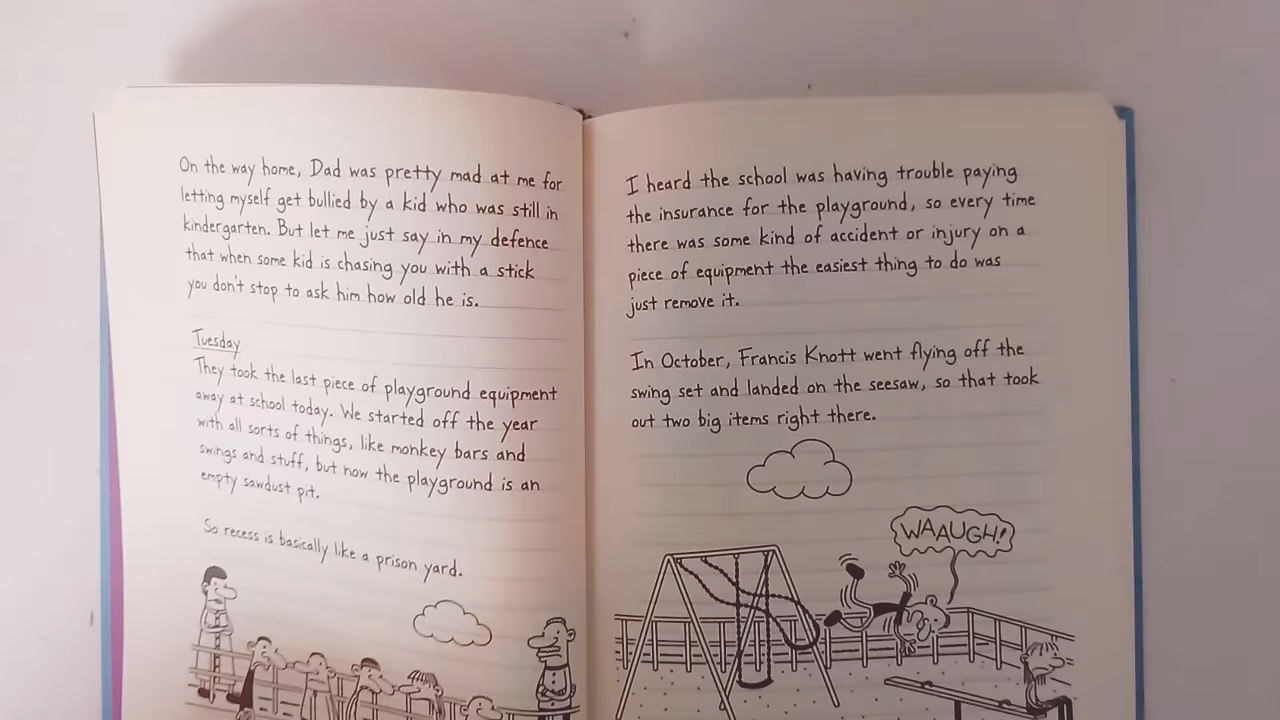 On the way home, Dad was pretty mad at me for
letting myself get bullied by a kid who was still in
kindergarten. But let me just say in my defence
that when some kid is chasing you with a stick
you don't stop to ask him how old he is.
Tuesday
They took the last piece of playground equipment
away at school today. We started off the year
with all sorts of things, like monkey bars and
swings and stuff, but now the playground is an
empty sawdust pit.
So recess is basically like a prison yard.
I heard the school was having trouble paying
the insurance for the playground, so every time
there was some kind of accident or injury on a
piece of equipment the easiest thing to do was
just remove it.
In October, Francis Knott went flying off the
swing set and landed on the seesaw, so that took
out two big items right there.
WAAUGH!